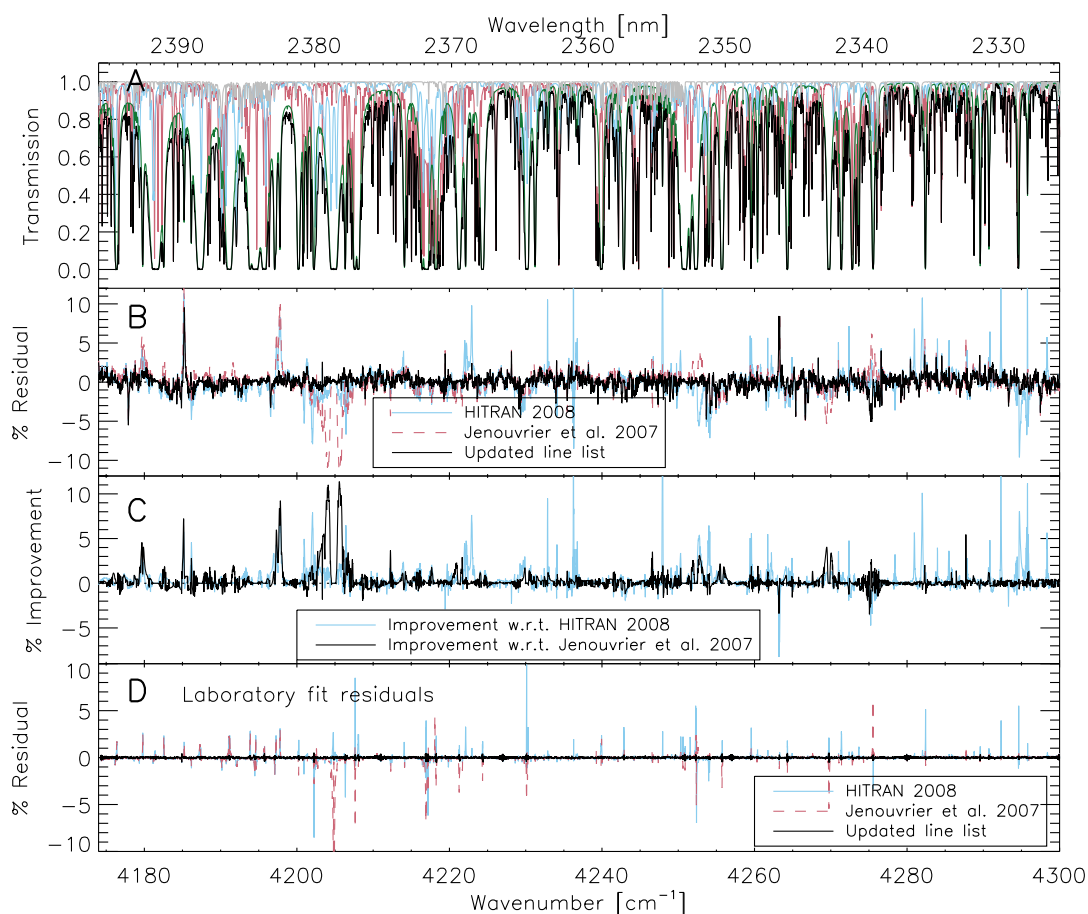 Wavelength [nm]
2390 2380 2370 2360 2350 2340 2330
A
Transmission
1.0
0.8
0.6
0.4
0.2
0.0
B
% Residual
10
5
0
−5
−10
HITRAN 2008
Jenouvrier et al. 2007
Updated line list
C
% Improvement
10
5
0
−5
Improvement w.r.t. HITRAN 2008
Improvement w.r.t. Jenouvrier et al. 2007
D Laboratory fit residuals
% Residual
5
0
−5
−10
HITRAN 2008
Jenouvrier et al. 2007
Updated line list
4180 4200 4220 4240 4260 4280 4300
Wavenumber [cm⁻¹]